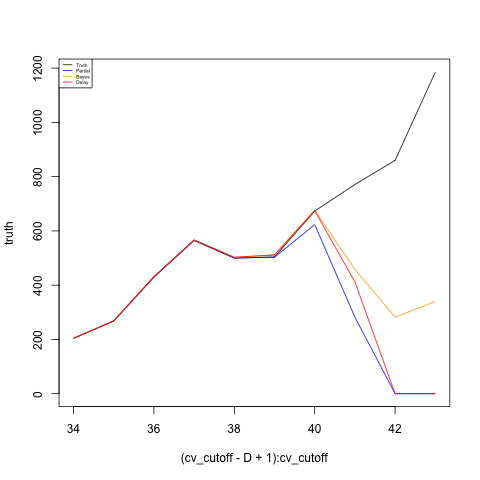 Truth
Partial
Bayes
Delay
1200
1000
800
600
400
200
0
truth
34 36 38 40 42
(cv_cutoff - D + 1):cv_cutoff